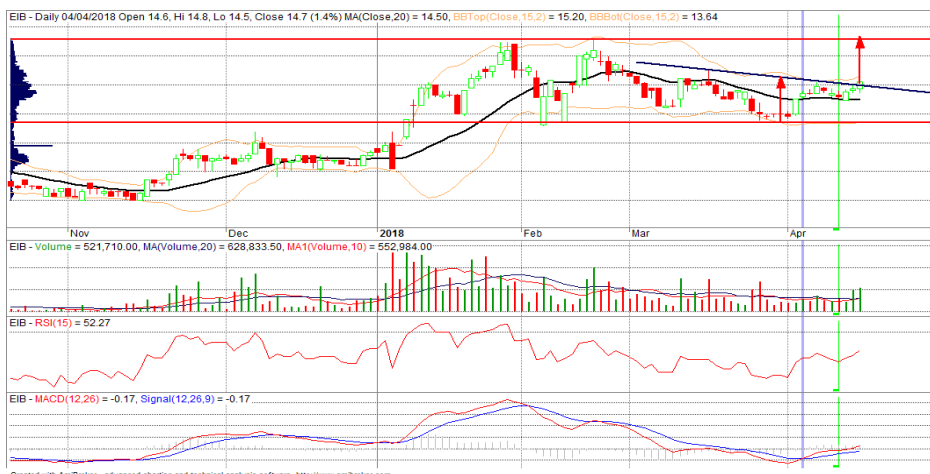 EIB - Daily 04/04/2018 Open 14.6, Hi 14.8, Lo 14.5, Close 14.7 (1.4%) MA(Close,20) = 14.50, BBTop(Close,15,2) = 15.20, BBBot(Close,15,2) = 13.64
Nov Dec 2018 Feb Mar Apr
EIB - Volume = 521,710.00, MA(Volume,20) = 628,833.50, MA1(Volume,10) = 552,984.00
EIB - RSI(15) = 52.27
EIB - MACD(12,26) = -0.17, Signal(12,26,9) = -0.17